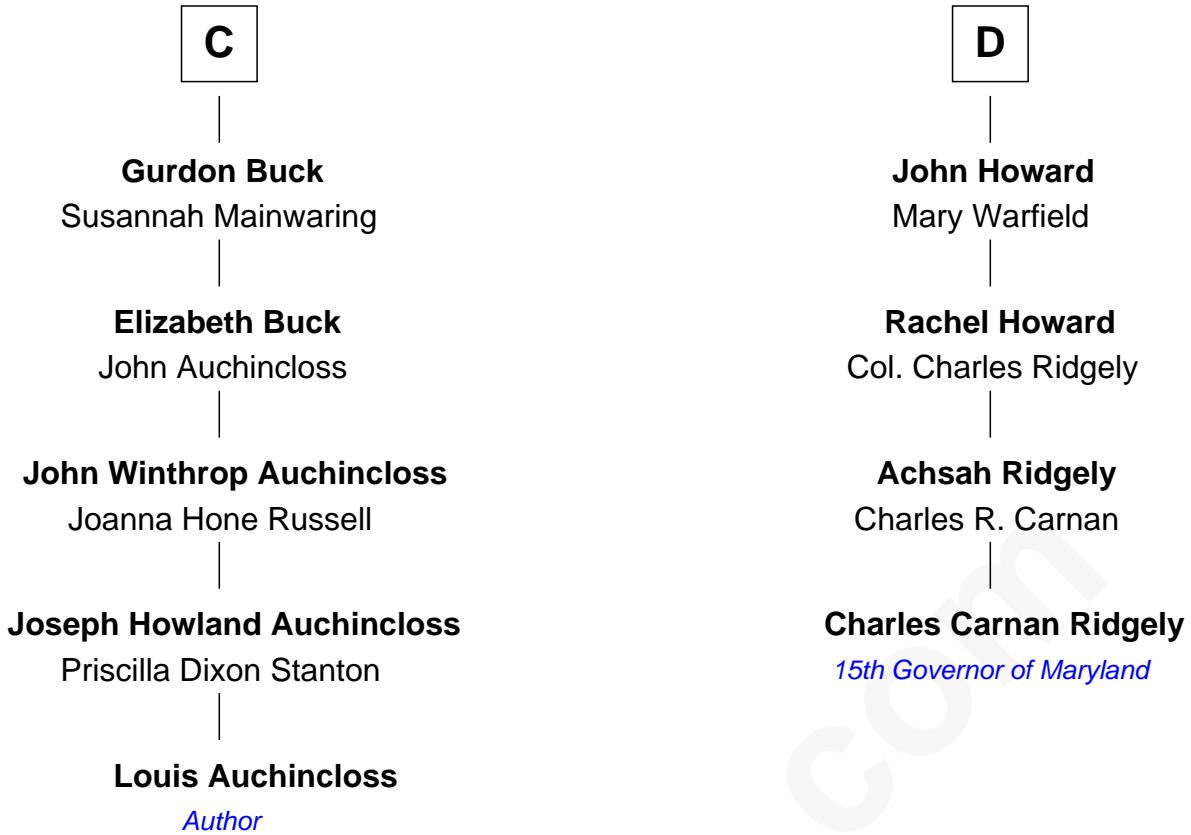 C
Gurdon Buck
Susannah Mainwaring
Elizabeth Buck
John Auchincloss
John Winthrop Auchincloss
Joanna Hone Russell
Joseph Howland Auchincloss
Priscilla Dixon Stanton
Louis Auchincloss
Author
D
John Howard
Mary Warfield
Rachel Howard
Col. Charles Ridgely
Achsah Ridgely
Charles R. Carnan
Charles Carnan Ridgely
15th Governor of Maryland
com